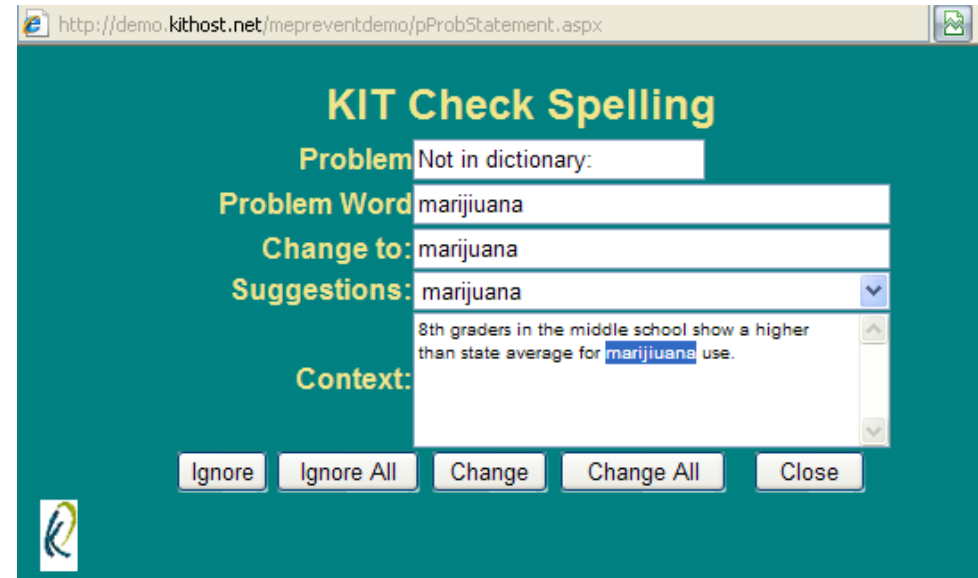 http://demo.kithost.net/mepreventdemo/pProbStatement.aspx
KIT Check Spelling
Problem Not in dictionary:
Problem Word marijiuana
Change to: marijuana
Suggestions: marijuana
8th graders in the middle school show a higher
than state average for marijiuana use.
Context:
Ignore Ignore All Change Change All Close